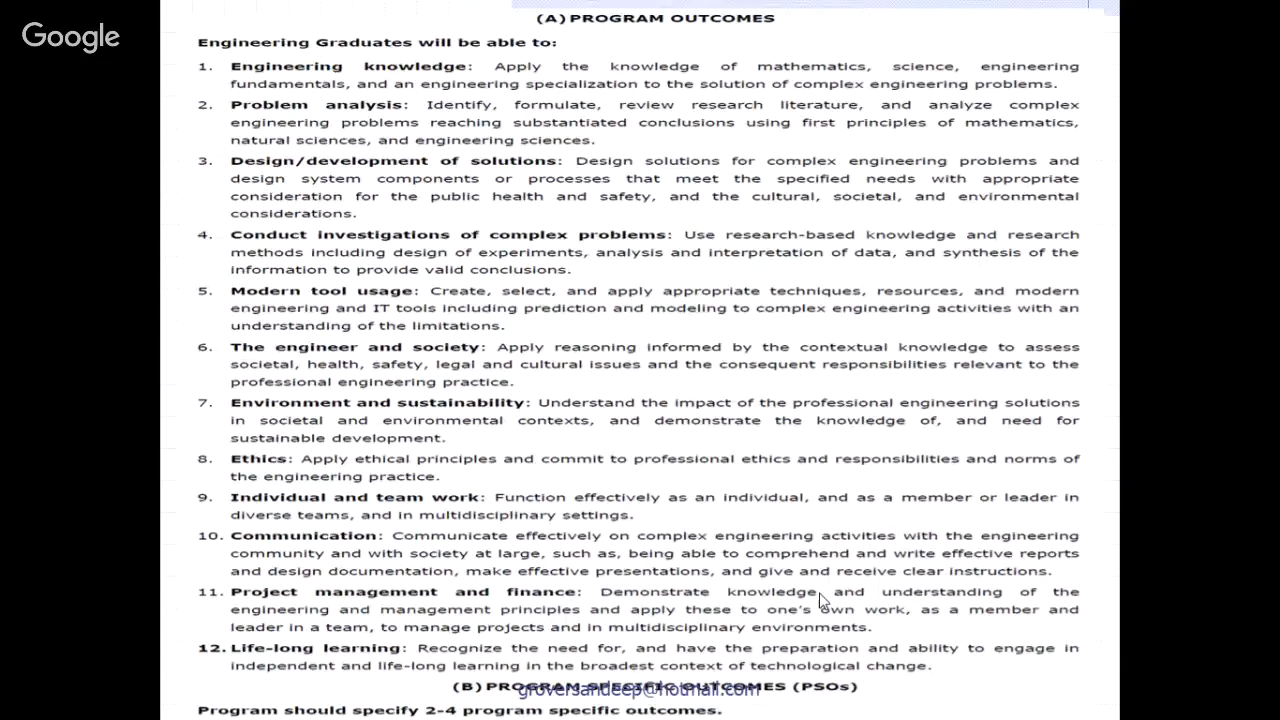 Google
(A) PROGRAM OUTCOMES
Engineering Graduates will be able to:
1. Engineering knowledge: Apply the knowledge of mathematics, science, engineering
fundamentals, and an engineering specialization to the solution of complex engineering problems.
2. Problem analysis: Identify, formulate, review research literature, and analyze complex
engineering problems reaching substantiated conclusions using first principles of mathematics,
natural sciences, and engineering sciences.
3. Design/development of solutions: Design solutions for complex engineering problems and
design system components or processes that meet the specified needs with appropriate
consideration for the public health and safety, and the cultural, societal, and environmental
considerations.
4. Conduct investigations of complex problems: Use research-based knowledge and research
methods including design of experiments, analysis and interpretation of data, and synthesis of the
information to provide valid conclusions.
5. Modern tool usage: Create, select, and apply appropriate techniques, resources, and modern
engineering and IT tools including prediction and modeling to complex engineering activities with an
understanding of the limitations.
6. The engineer and society: Apply reasoning informed by the contextual knowledge to assess
societal, health, safety, legal and cultural issues and the consequent responsibilities relevant to the
professional engineering practice.
7. Environment and sustainability: Understand the impact of the professional engineering solutions
in societal and environmental contexts, and demonstrate the knowledge of, and need for
sustainable development.
8. Ethics: Apply ethical principles and commit to professional ethics and responsibilities and norms of
the engineering practice.
9. Individual and team work: Function effectively as an individual, and as a member or leader in
diverse teams, and in multidisciplinary settings.
10. Communication: Communicate effectively on complex engineering activities with the engineering
community and with society at large, such as, being able to comprehend and write effective reports
and design documentation, make effective presentations, and give and receive clear instructions.
11. Project management and finance: Demonstrate knowledge and understanding of the
engineering and management principles and apply these to one's own work, as a member and
leader in a team, to manage projects and in multidisciplinary environments.
12. Life-long learning: Recognize the need for, and have the preparation and ability to engage in
independent and life-long learning in the broadest context of technological change.
(B) PROGRAM SPECIFIC OUTCOMES (PSOs)
groversandeep@hotmail.com
Program should specify 2-4 program specific outcomes.